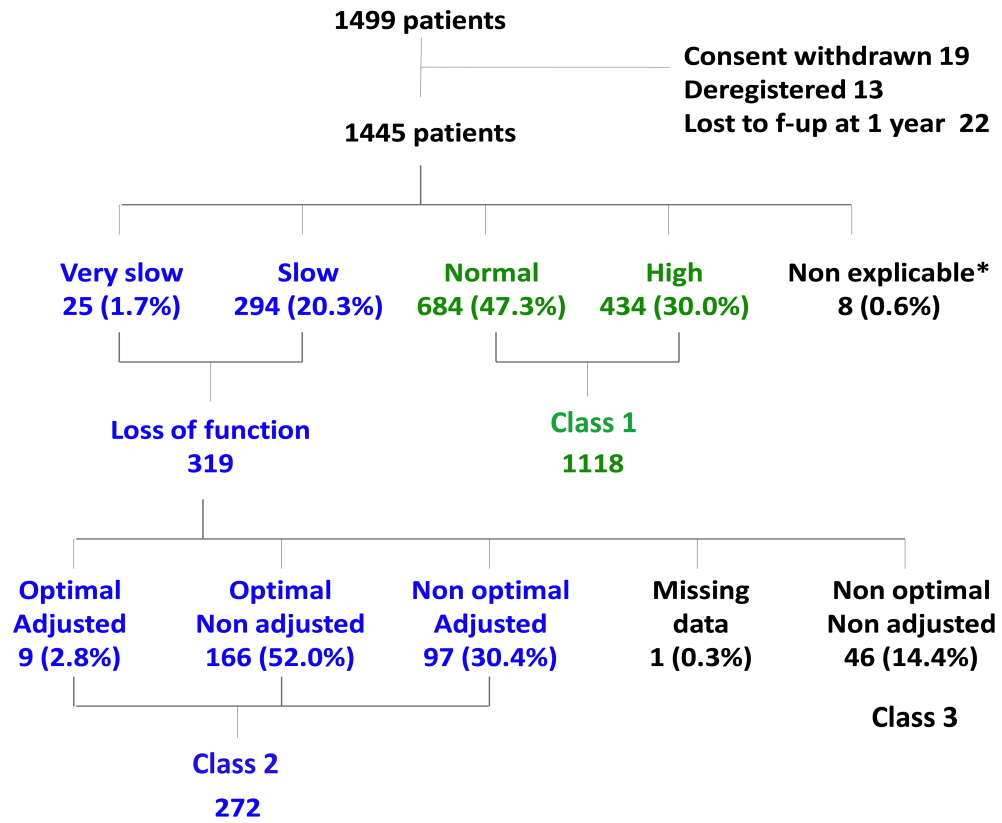 1499 patients
Consent withdrawn 19
Deregistered 13
Lost to f-up at 1 year 22
1445 patients
Very slow
25 (1.7%)
Slow
294 (20.3%)
Normal
684 (47.3%)
High
434 (30.0%)
Non explicable*
8 (0.6%)
Loss of function
319
Class 1
1118
Optimal
Adjusted
9 (2.8%)
Optimal
Non adjusted
166 (52.0%)
Non optimal
Adjusted
97 (30.4%)
Missing
data
1 (0.3%)
Non optimal
Non adjusted
46 (14.4%)
Class 3
Class 2
272